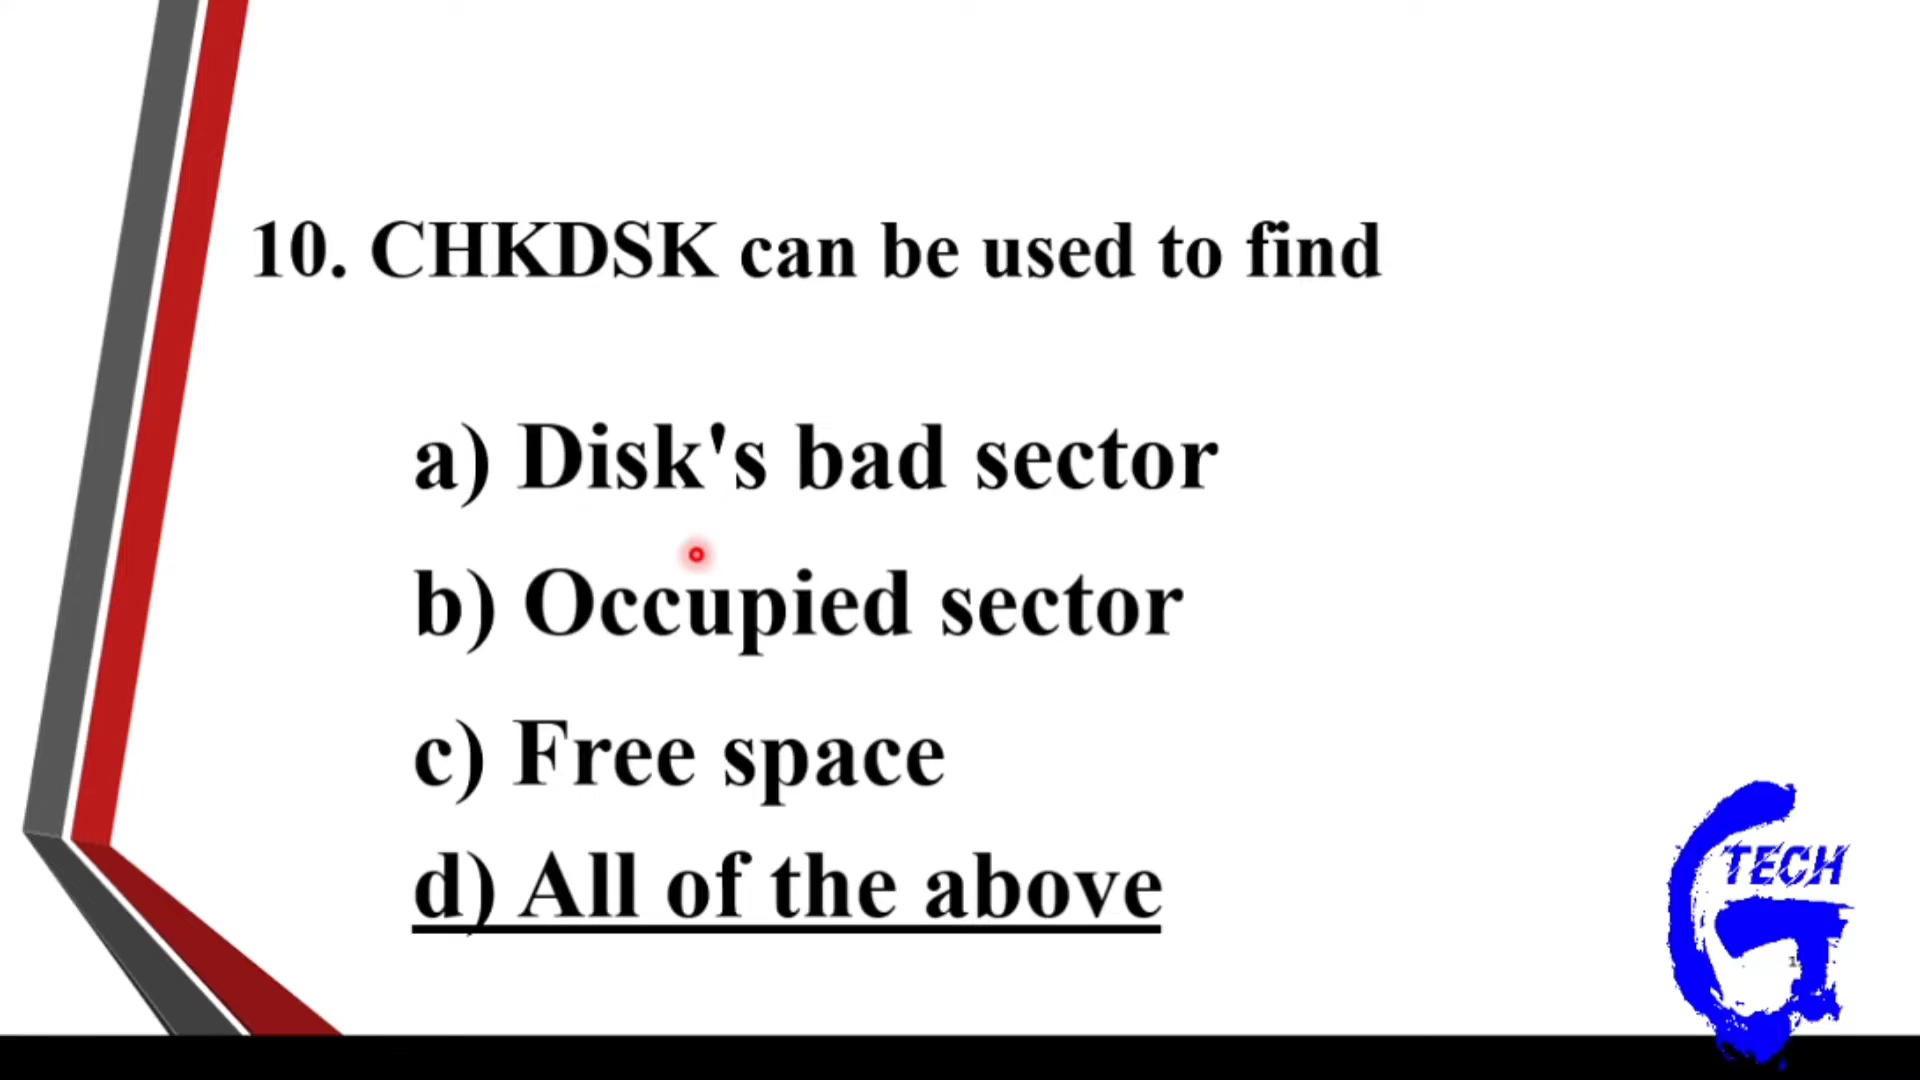 10. CHKDSK can be used to find
a) Disk's bad sector
b) Occupied sector
c) Free space
d) All of the above
TECH